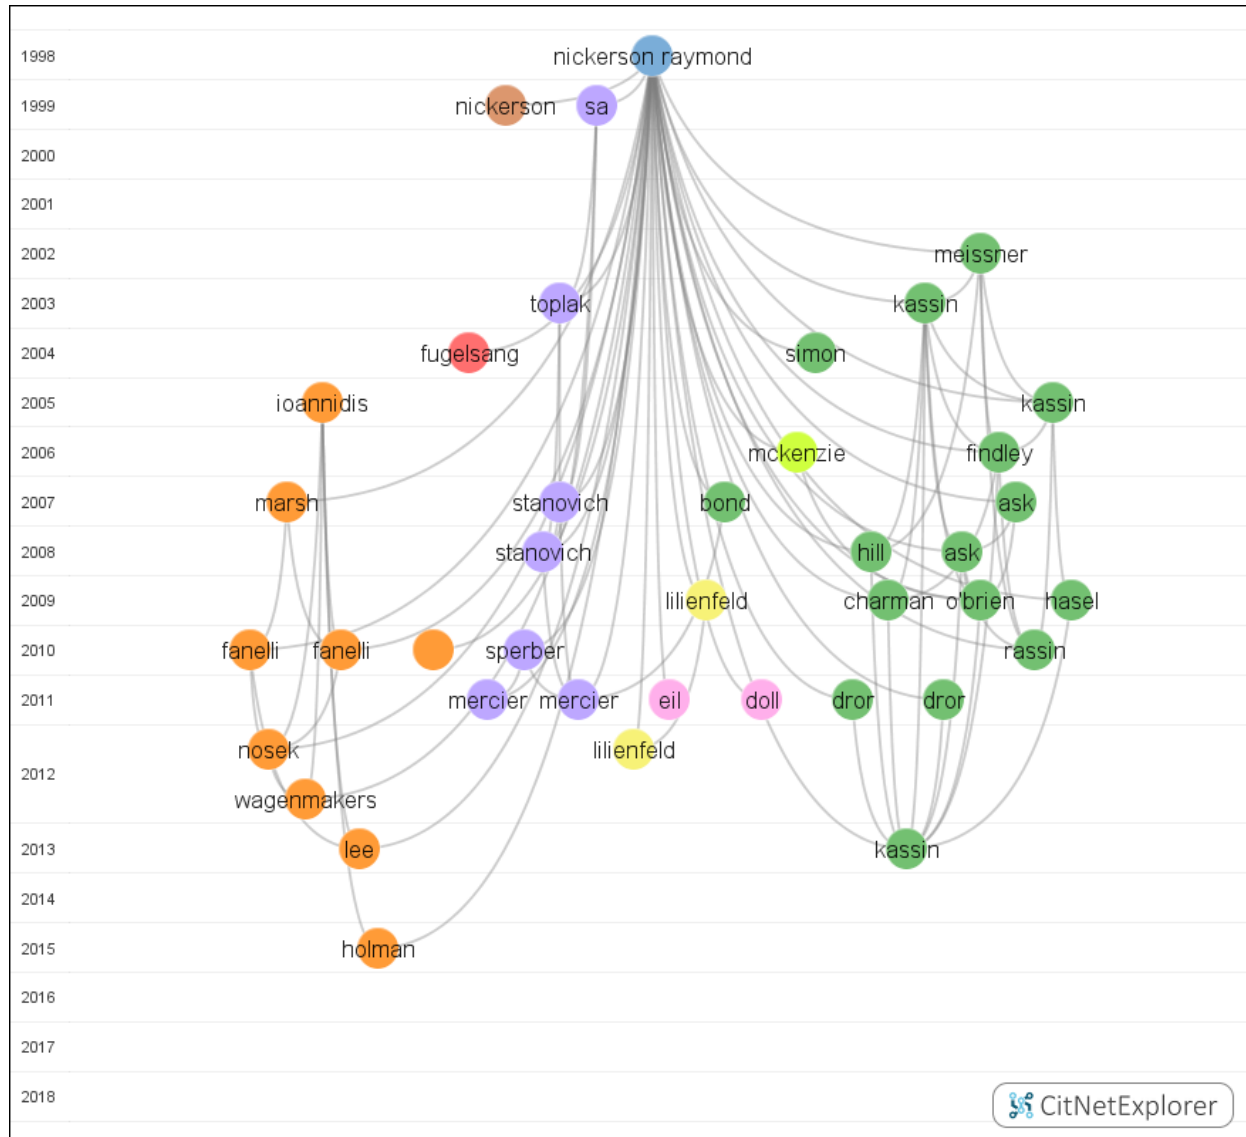 1998 nickerson raymond
1999 nickerson sa
2000
2001
2002 meissner
2003 toplak kassin
2004 fugelsang simon
2005 ioannidis kassin
2006 mckenzie findley
2007 marsh stanovich bond ask
2008 stanovich hill ask
2009 lilienfeld charman o'brien hasel
2010 fanelli fanelli sperber rassin
2011 mercier mercier eil doll dror dror
nosek lilienfeld
2012
wagenmakers
2013 lee kassin
2014
2015 holman
2016
2017
2018
CitNetExplorer